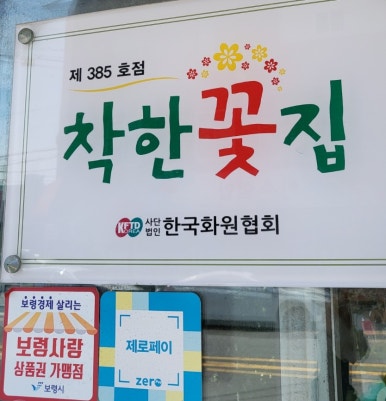 제 385 호점
착한꽃집
KFTD
KOREA
사단
법인
한국화원협회
보령경제 살리는
보령사랑
상품권 가맹점
보령시
제로페이
zero